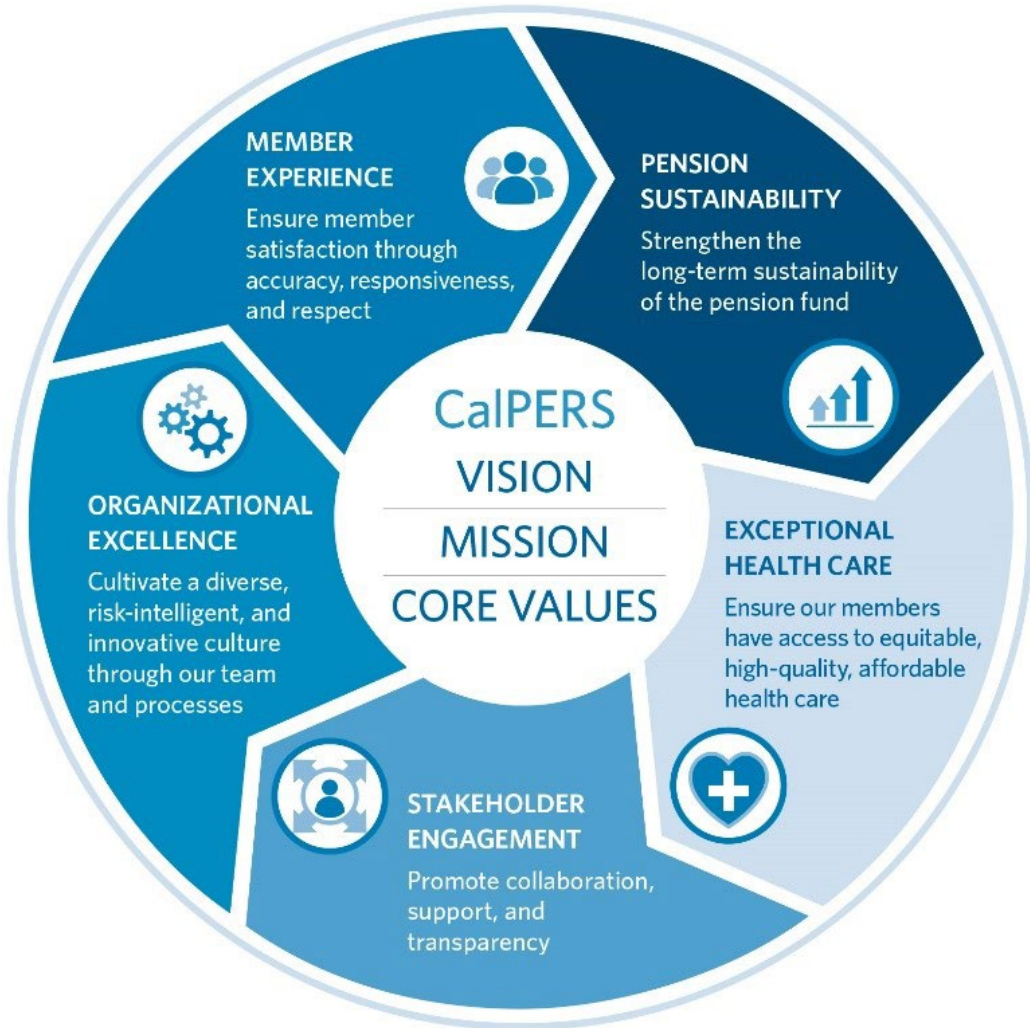 MEMBER
EXPERIENCE
Ensure member
satisfaction through
accuracy, responsiveness,
and respect
PENSION
SUSTAINABILITY
Strengthen the
long-term sustainability
of the pension fund
EXCEPTIONAL
HEALTH CARE
Ensure our members
have access to equitable,
high-quality, affordable
health care
STAKEHOLDER
ENGAGEMENT
Promote collaboration,
support, and
transparency
ORGANIZATIONAL
EXCELLENCE
Cultivate a diverse,
risk-intelligent, and
innovative culture
through our team
and processes
CalPERS
VISION
MISSION
CORE VALUES